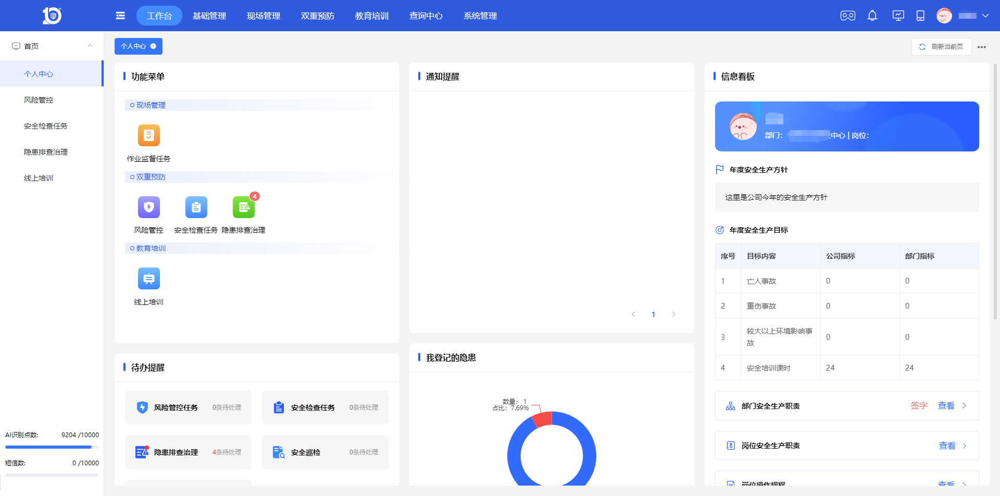 工作台 基础管理 现场管理 双重预防 教育培训 查询中心 系统管理
首页
个人中心
风险管控
安全检查任务
隐患排查治理
线上培训
AI识别点数: 9204 /10000
短信数: 0 /10000
个人中心
刷新当前页
功能菜单
现场管理
作业监督任务
双重预防
4
风险管控 安全检查任务 隐患排查治理
教育培训
线上培训
待办提醒
风险管控任务 0条待处理
安全检查任务 0条待处理
隐患排查治理 4条待处理
安全巡检 0条待处理
通知提醒
1
我登记的隐患
数量: 1
占比: 7.69%
信息看板
部门: 中心 | 岗位:
年度安全生产方针
这里是公司今年的安全生产方针
年度安全生产目标
序号 目标内容 公司指标 部门指标
1 亡人事故 0 0
2 重伤事故 0 0
3 较大以上环境影响事故 0 0
4 安全培训课时 24 24
部门安全生产职责 签字 查看
岗位安全生产职责 查看
岗位操作规程 查看